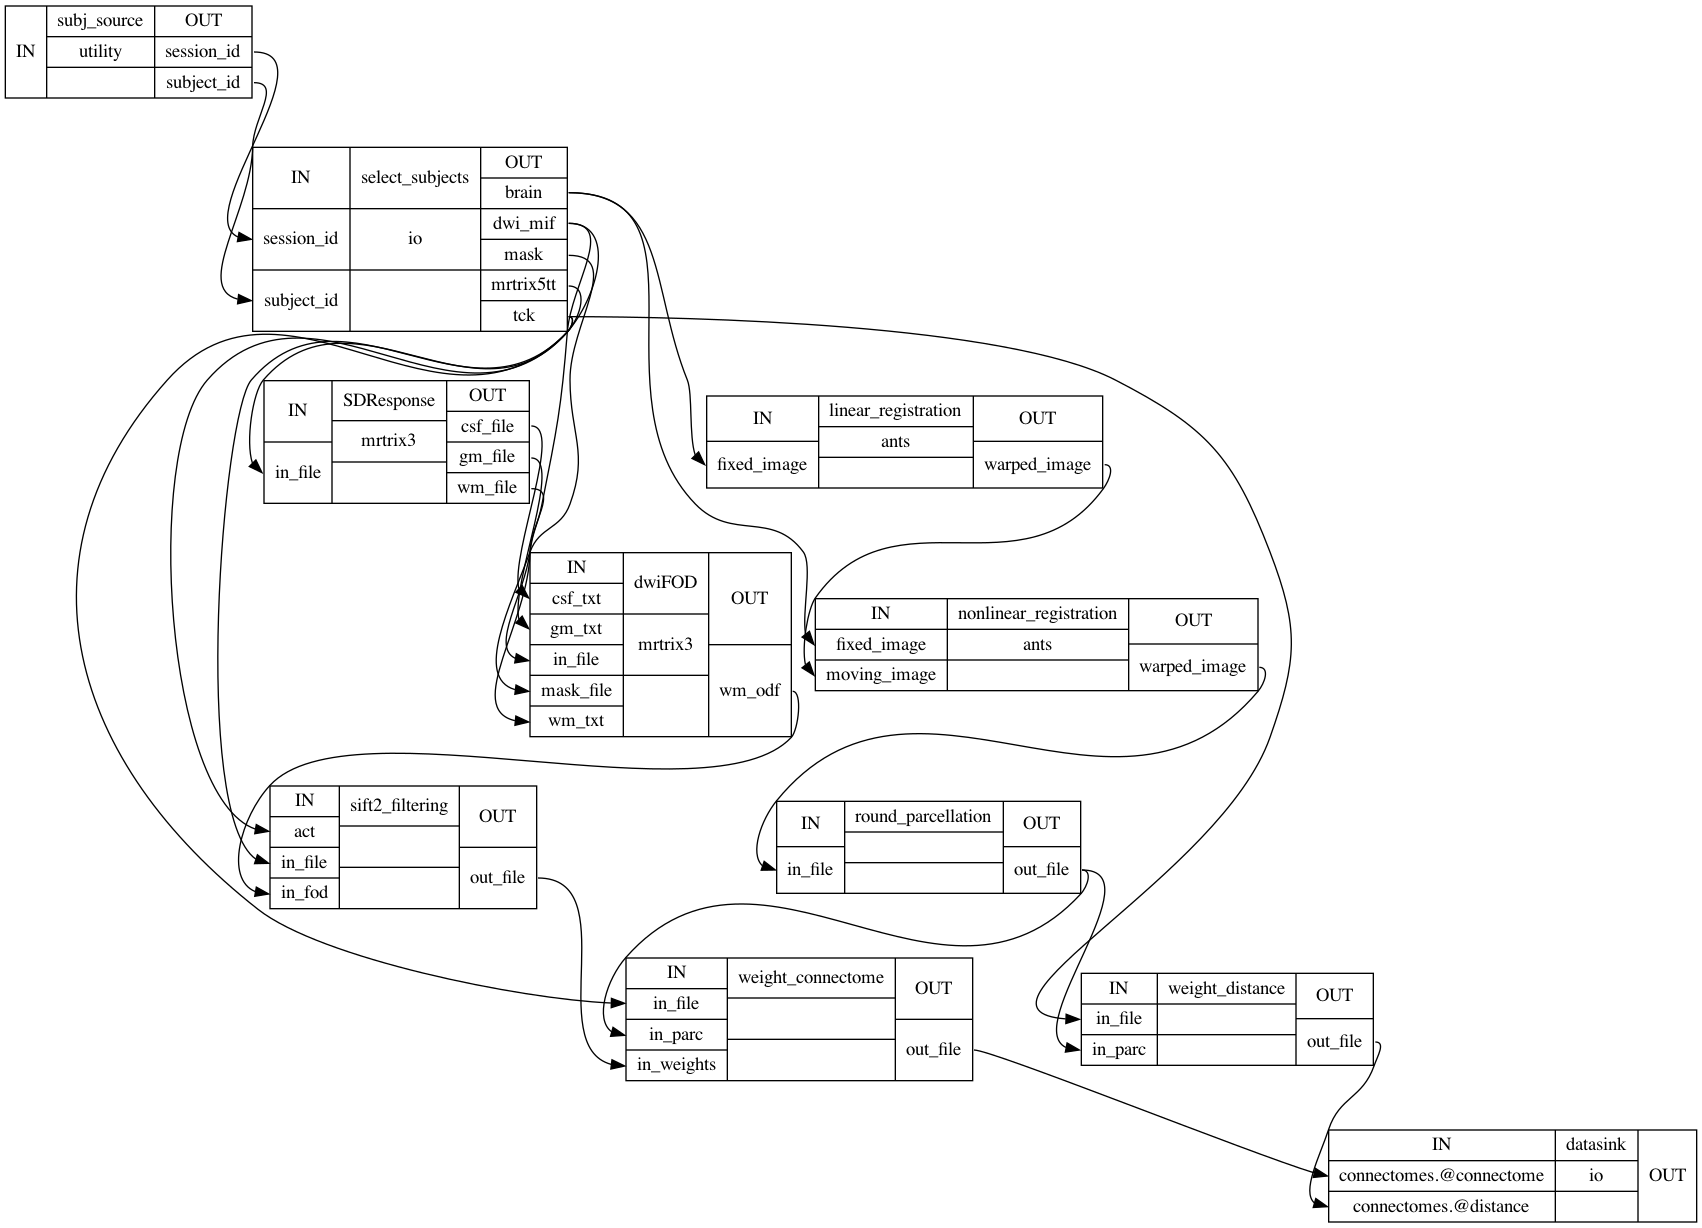 IN
subj_source
utility
OUT
session_id
subject_id
IN
session_id
subject_id
select_subjects
io
OUT
brain
dwi_mif
mask
mrtrix5tt
tck
IN
in_file
SDResponse
mrtrix3
OUT
csf_file
gm_file
wm_file
IN
fixed_image
linear_registration
ants
OUT
warped_image
IN
csf_txt
gm_txt
in_file
mask_file
wm_txt
dwiFOD
mrtrix3
OUT
wm_odf
IN
fixed_image
moving_image
nonlinear_registration
ants
OUT
warped_image
IN
act
in_file
in_fod
sift2_filtering
OUT
out_file
IN
in_file
round_parcellation
OUT
out_file
IN
in_file
in_parc
in_weights
weight_connectome
OUT
out_file
IN
in_file
in_parc
weight_distance
OUT
out_file
IN
connectomes.@connectome
connectomes.@distance
datasink
io
OUT